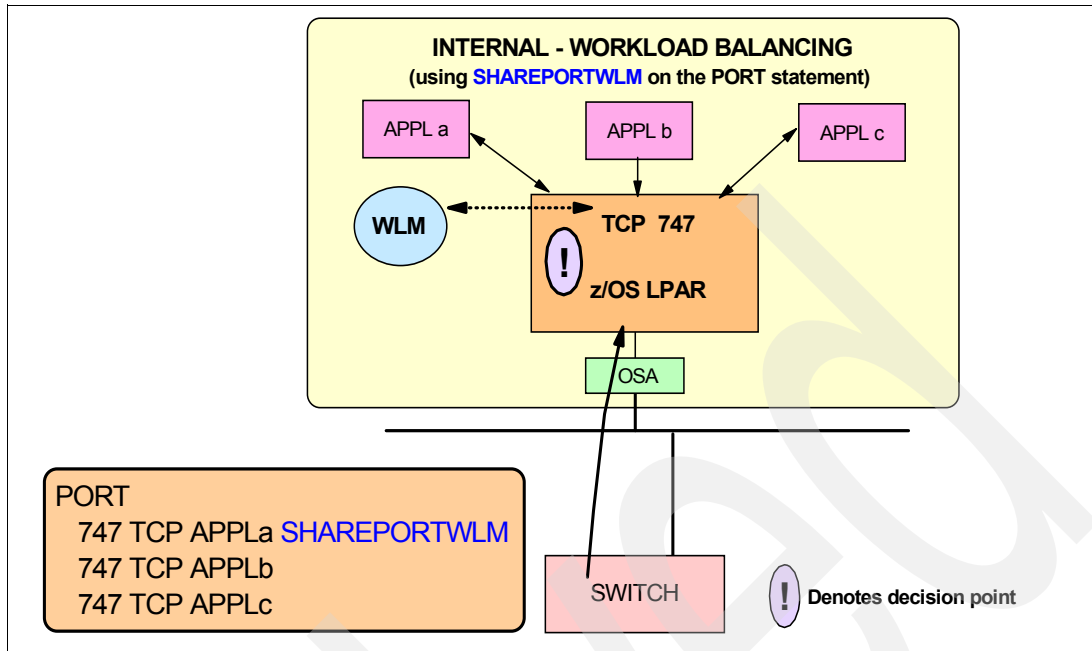 INTERNAL - WORKLOAD BALANCING
(using SHAREPORTWLM on the PORT statement)
APPL a
APPL b
APPL c
WLM
TCP 747
!
z/OS LPAR
OSA
PORT
747 TCP APPLa SHAREPORTWLM
747 TCP APPLb
747 TCP APPLc
SWITCH
! Denotes decision point